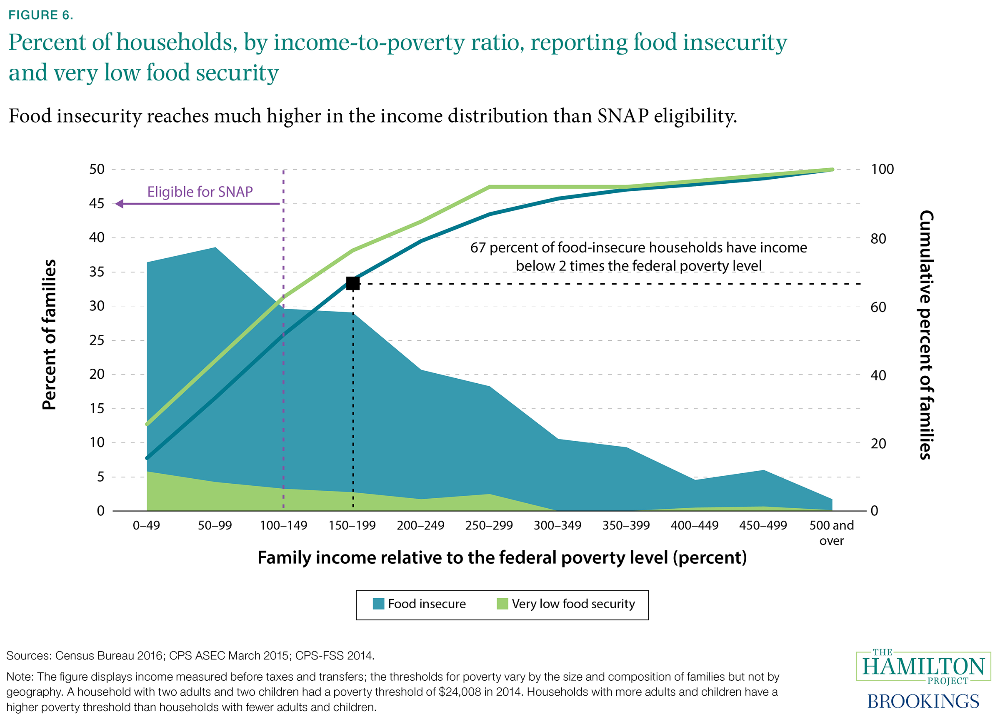 FIGURE 6.
Percent of households, by income-to-poverty ratio, reporting food insecurity
and very low food security
Food insecurity reaches much higher in the income distribution than SNAP eligibility.
50
45
40
35
30
25
20
15
10
5
0
Percent of families
Eligible for SNAP
67 percent of food-insecure households have income
below 2 times the federal poverty level
100
80
60
40
20
0
Cumulative percent of families
0–49
50–99
100–149
150–199
200–249
250–299
300–349
350–399
400–449
450–499
500 and
over
Family income relative to the federal poverty level (percent)
Food insecure
Very low food security
Sources: Census Bureau 2016; CPS ASEC March 2015; CPS-FSS 2014.
Note: The figure displays income measured before taxes and transfers; the thresholds for poverty vary by the size and composition of families but not by
geography. A household with two adults and two children had a poverty threshold of $24,008 in 2014. Households with more adults and children have a
higher poverty threshold than households with fewer adults and children.
THE
HAMILTON
PROJECT
BROOKINGS